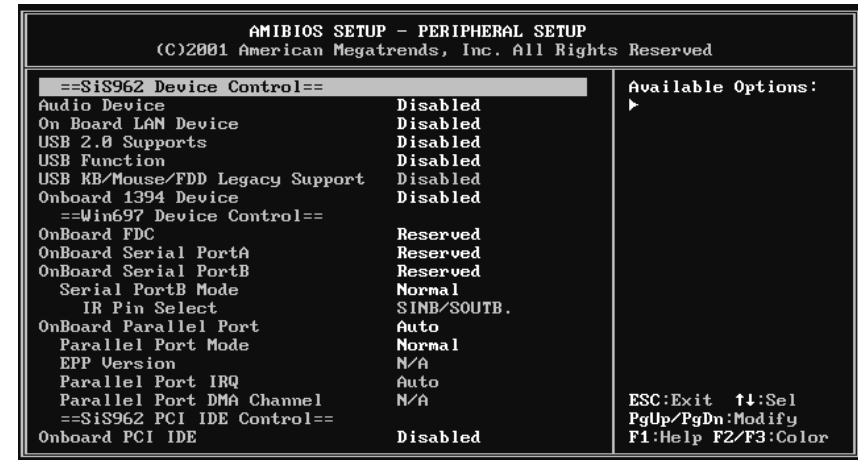 AMIBIOS SETUP – PERIPHERAL SETUP
(C)2001 American Megatrends, Inc. All Rights Reserved
==SiS962 Device Control==
Audio Device Disabled
On Board LAN Device Disabled
USB 2.0 Supports Disabled
USB Function Disabled
USB KB/Mouse/FDD Legacy Support Disabled
Onboard 1394 Device Disabled
==Win697 Device Control==
OnBoard FDC Reserved
OnBoard Serial PortA Reserved
OnBoard Serial PortB Reserved
Serial PortB Mode Normal
IR Pin Select SINB/SOUTB.
OnBoard Parallel Port Auto
Parallel Port Mode Normal
EPP Version N/A
Parallel Port IRQ Auto
Parallel Port DMA Channel N/A
==SiS962 PCI IDE Control==
Onboard PCI IDE Disabled
Available Options:
►
ESC:Exit ↑↓:Sel
PgUp/PgDn:Modify
F1:Help F2/F3:Color